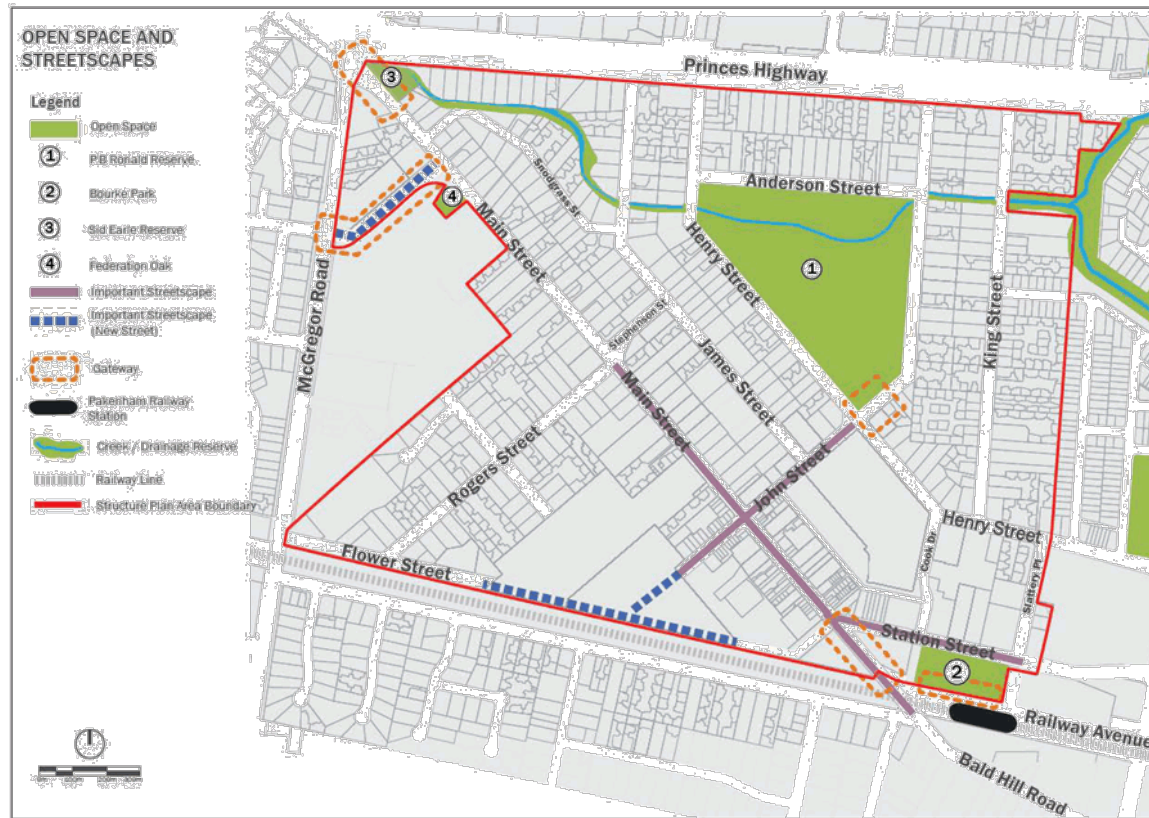 OPEN SPACE AND
STREETSCAPES
Legend
Open Space
1 P.B Ronald Reserve
2 Bourke Park
3 Sid Earle Reserve
4 Federation Oak
Important Streetscape
Important Streetscape
(New Street)
Gateway
Pakenham Railway
Station
Creek / Drainage Reserve
Railway Line
Structure Plan Area Boundary
Princes Highway
3
Snodgrass St
Anderson Street
4
Main Street
Henry Street
1
McGregor Road
King Street
Stephenson St
James Street
Main Street
Rogers Street
John Street
Henry Street
Cook Dr
Flower Street
Slattery Pl
Station Street
2
Railway Avenue
Bald Hill Road